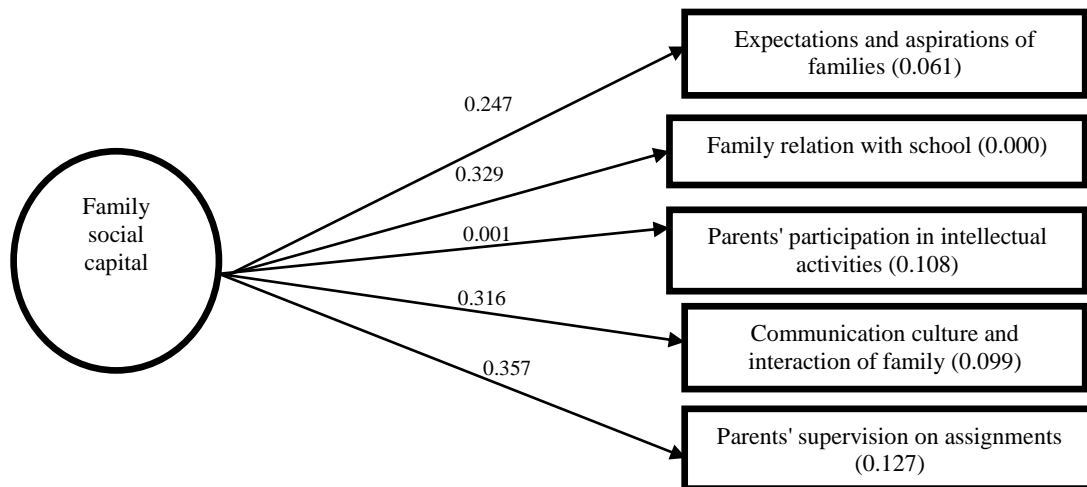 Family
social
capital
0.247
0.329
0.001
0.316
0.357
Expectations and aspirations of
families (0.061)
Family relation with school (0.000)
Parents' participation in intellectual
activities (0.108)
Communication culture and
interaction of family (0.099)
Parents' supervision on assignments
(0.127)